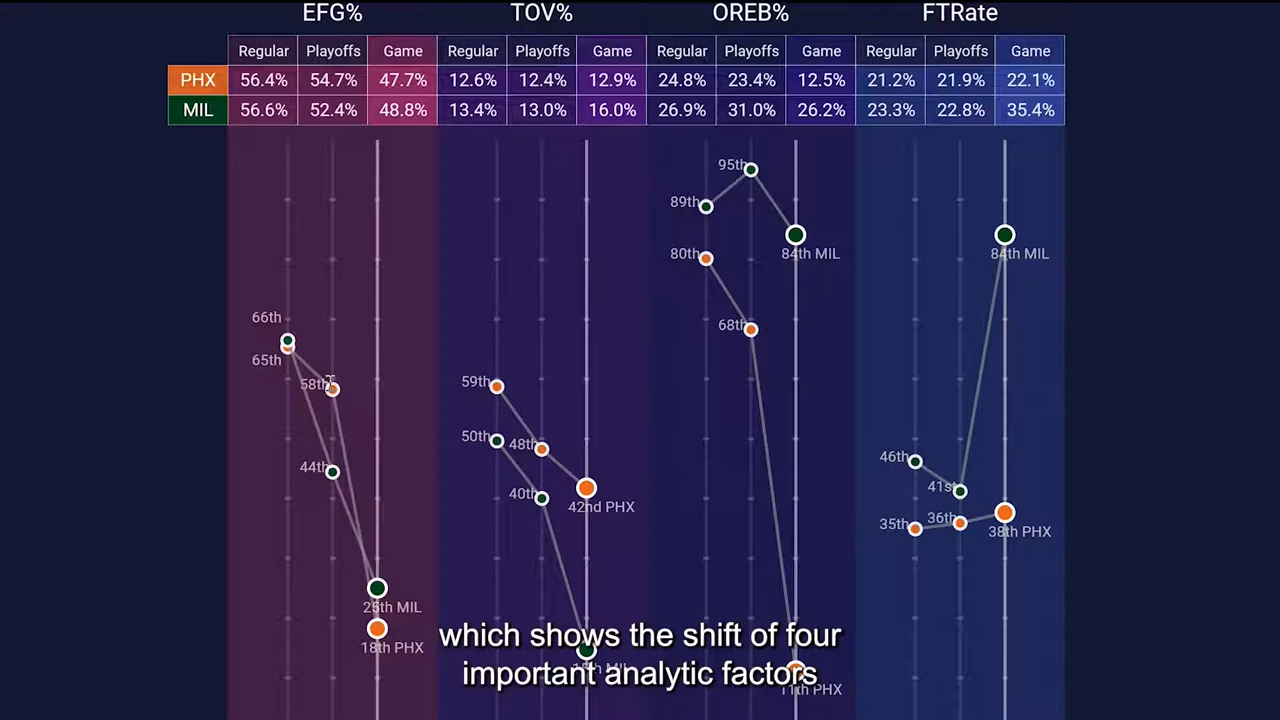 EFG% TOV% OREB% FTRate
Regular Playoffs Game Regular Playoffs Game Regular Playoffs Game Regular Playoffs Game
PHX 56.4% 54.7% 47.7% 12.6% 12.4% 12.9% 24.8% 23.4% 12.5% 21.2% 21.9% 22.1%
MIL 56.6% 52.4% 48.8% 13.4% 13.0% 16.0% 26.9% 31.0% 26.2% 23.3% 22.8% 35.4%
66th
65th
58th
44th
25th MIL
18th PHX
59th
50th
48th
40th
42nd PHX
95th
89th
80th
84th MIL
68th
11th PHX
84th MIL
46th
41st
35th
36th
38th PHX
which shows the shift of four
important analytic factors